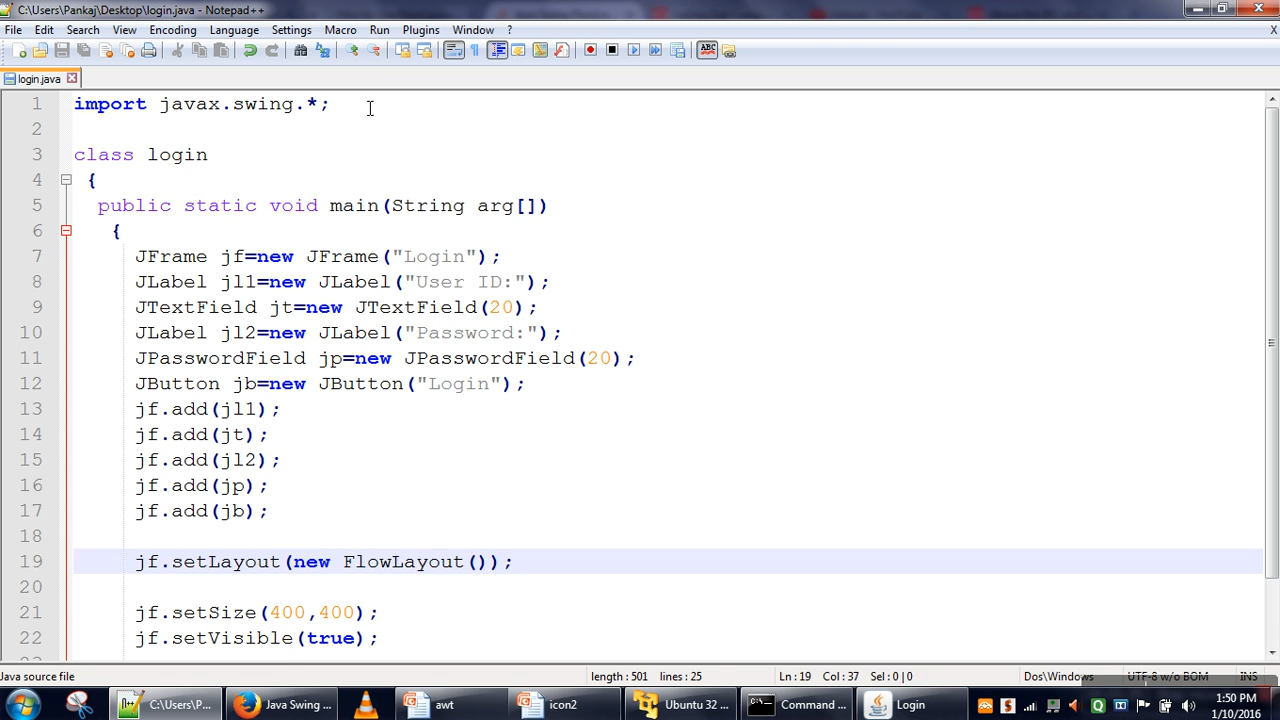 C:\Users\Pankaj\Desktop\login.java - Notepad++
File Edit Search View Encoding Language Settings Macro Run Plugins Window ? X
login.java
1 import javax.swing.*;
2
3 class login
4 {
5 public static void main(String arg[])
6 {
7 JFrame jf=new JFrame("Login");
8 JLabel jl1=new JLabel("User ID:");
9 JTextField jt=new JTextField(20);
10 JLabel jl2=new JLabel("Password:");
11 JPasswordField jp=new JPasswordField(20);
12 JButton jb=new JButton("Login");
13 jf.add(jl1);
14 jf.add(jt);
15 jf.add(jl2);
16 jf.add(jp);
17 jf.add(jb);
18
19 jf.setLayout(new FlowLayout());
20
21 jf.setSize(400,400);
22 jf.setVisible(true);
Java source file length : 501 lines : 25 Ln : 19 Col : 37 Sel : 0 | 0 Dos\Windows UTF-8 w/o BOM INS
C:\Users\P... Java Swing ... awt icon2 Ubuntu 32 ... Command ... Login 1:50 PM
1/10/2016